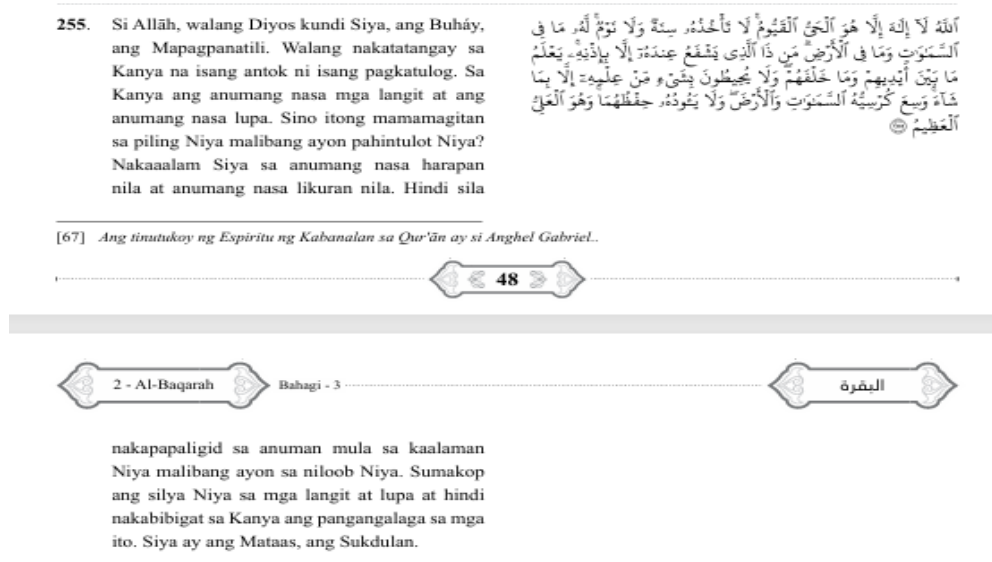 255. Si Allāh, walang Diyos kundi Siya, ang Buháy,
ang Mapagpanatili. Walang nakatatangay sa
Kanya na isang antok ni isang pagkatulog. Sa
Kanya ang anumang nasa mga langit at ang
anumang nasa lupa. Sino itong mamamagitan
sa piling Niya malibang ayon pahintulot Niya?
Nakaaalam Siya sa anumang nasa harapan
nila at anumang nasa likuran nila. Hindi sila
ٱللَّهُ لَآ إِلَٰهَ إِلَّا هُوَ ٱلۡحَيُّ ٱلۡقَيُّومُۚ لَا تَأۡخُذُهُۥ سِنَةٞ وَلَا نَوۡمٞۚ لَّهُۥ مَا فِي
ٱلسَّمَٰوَٰتِ وَمَا فِي ٱلۡأَرۡضِۗ مَن ذَا ٱلَّذِي يَشۡفَعُ عِندَهُۥٓ إِلَّا بِإِذۡنِهِۦۚ يَعۡلَمُ
مَا بَيۡنَ أَيۡدِيهِمۡ وَمَا خَلۡفَهُمۡۖ وَلَا يُحِيطُونَ بِشَيۡءٖ مِّنۡ عِلۡمِهِۦٓ إِلَّا بِمَا
شَآءَۚ وَسِعَ كُرۡسِيُّهُ ٱلسَّمَٰوَٰتِ وَٱلۡأَرۡضَۖ وَلَا يَـُٔودُهُۥ حِفۡظُهُمَاۚ وَهُوَ ٱلۡعَلِيُّ
ٱلۡعَظِيمُ ٢٥٥
[67] Ang tinutukoy ng Espiritu ng Kabanalan sa Qur'ān ay si Anghel Gabriel..
48
2 - Al-Baqarah Bahagi - 3 البقرة
nakapapaligid sa anuman mula sa kaalaman
Niya malibang ayon sa niloob Niya. Sumakop
ang silya Niya sa mga langit at lupa at hindi
nakabibigat sa Kanya ang pangangalaga sa mga
ito. Siya ay ang Mataas, ang Sukdulan.